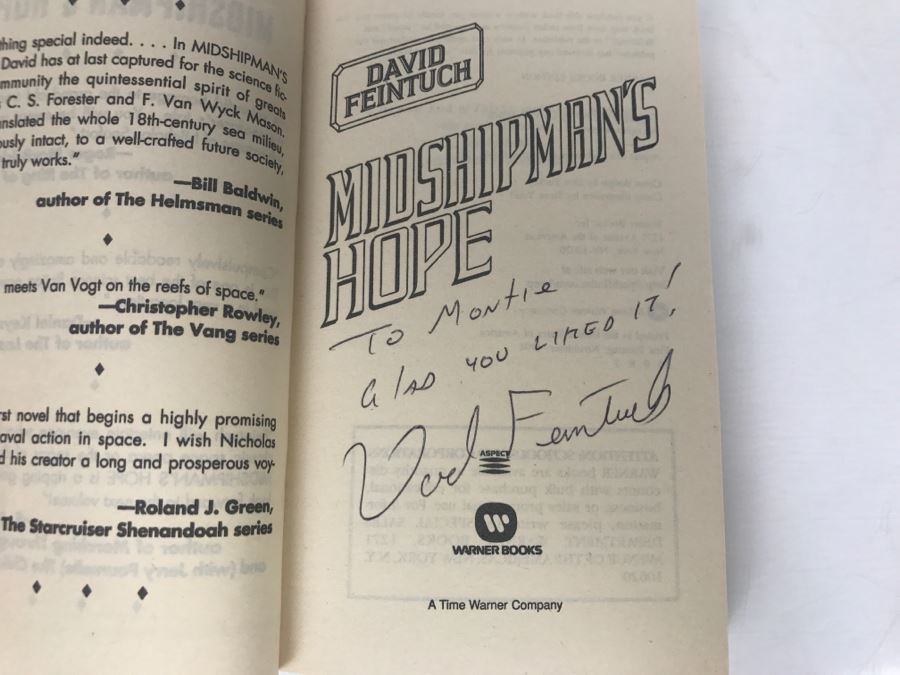 thing special indeed. . . . In MIDSHIPMAN'S
David has at last captured for the science fic-
mmunity the quintessential spirit of greats
C. S. Forester and F. Van Wyck Mason.
nslated the whole 18th-century sea milieu,
ously intact, to a well-crafted future society,
truly works."
—Bill Baldwin,
author of The Helmsman series
meets Van Vogt on the reefs of space."
—Christopher Rowley,
author of The Vang series
rst novel that begins a highly promising
aval action in space. I wish Nicholas
d his creator a long and prosperous voy-
—Roland J. Green,
The Starcruiser Shenandoah series
DAVID
FEINTUCH
MIDSHIPMAN'S
HOPE
To Montie
Glad you liked it!
David Feintuch
ASPECT
WARNER BOOKS
A Time Warner Company